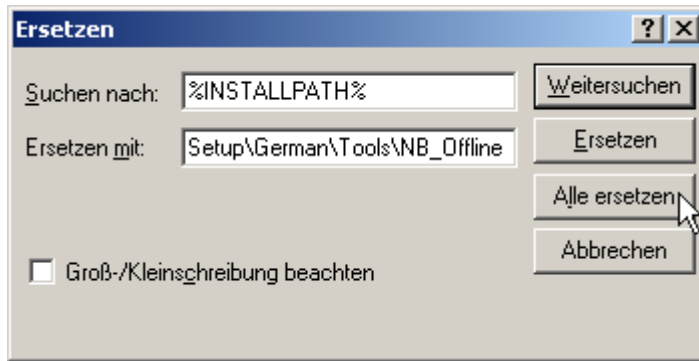 Ersetzen
Suchen nach: %INSTALLPATH% Weitersuchen
Ersetzen mit: Setup\German\Tools\NB_Offline Ersetzen
Alle ersetzen
Abbrechen
Groß-/Kleinschreibung beachten